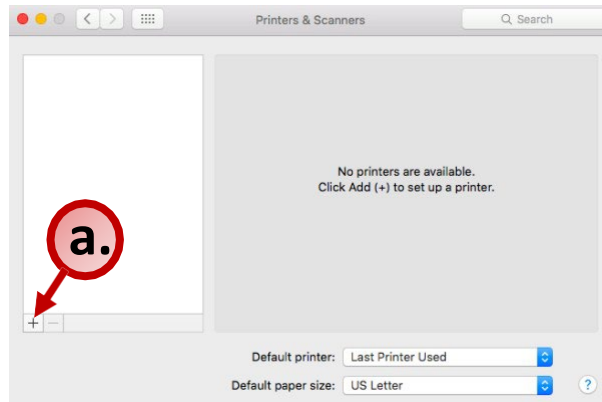 Printers & Scanners
Search
No printers are available.
Click Add (+) to set up a printer.
a.
+ −
Default printer: Last Printer Used
Default paper size: US Letter
?